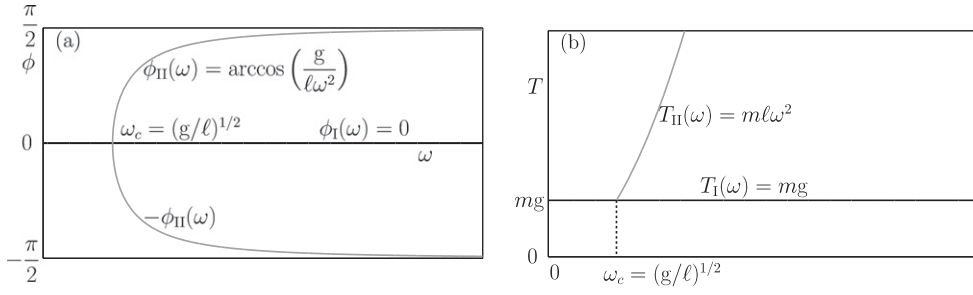 π/2
(a)
ϕ
ϕ_II(ω) = arccos (g/ℓω²)
ω_c = (g/ℓ)^{1/2}
ϕ_I(ω) = 0
0
ω
−ϕ_II(ω)
−π/2
(b)
T
T_II(ω) = mℓω²
T_I(ω) = mg
mg
0
0
ω_c = (g/ℓ)^{1/2}